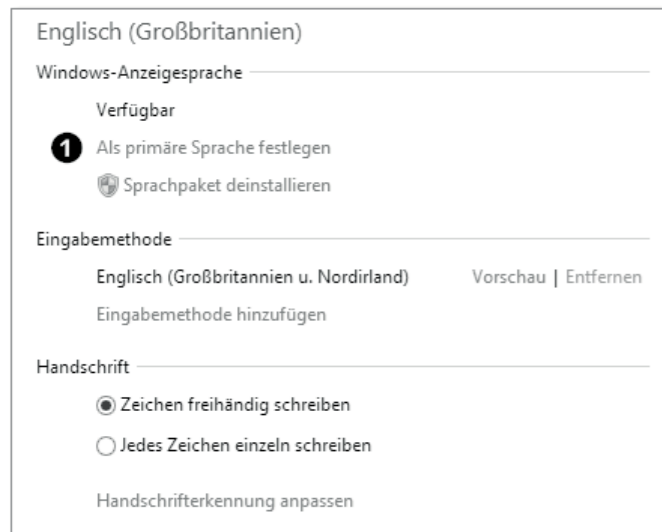 Englisch (Großbritannien)
Windows-Anzeigesprache
Verfügbar
1 Als primäre Sprache festlegen
Sprachpaket deinstallieren
Eingabemethode
Englisch (Großbritannien u. Nordirland) Vorschau | Entfernen
Eingabemethode hinzufügen
Handschrift
Zeichen freihändig schreiben
Jedes Zeichen einzeln schreiben
Handschrifterkennung anpassen